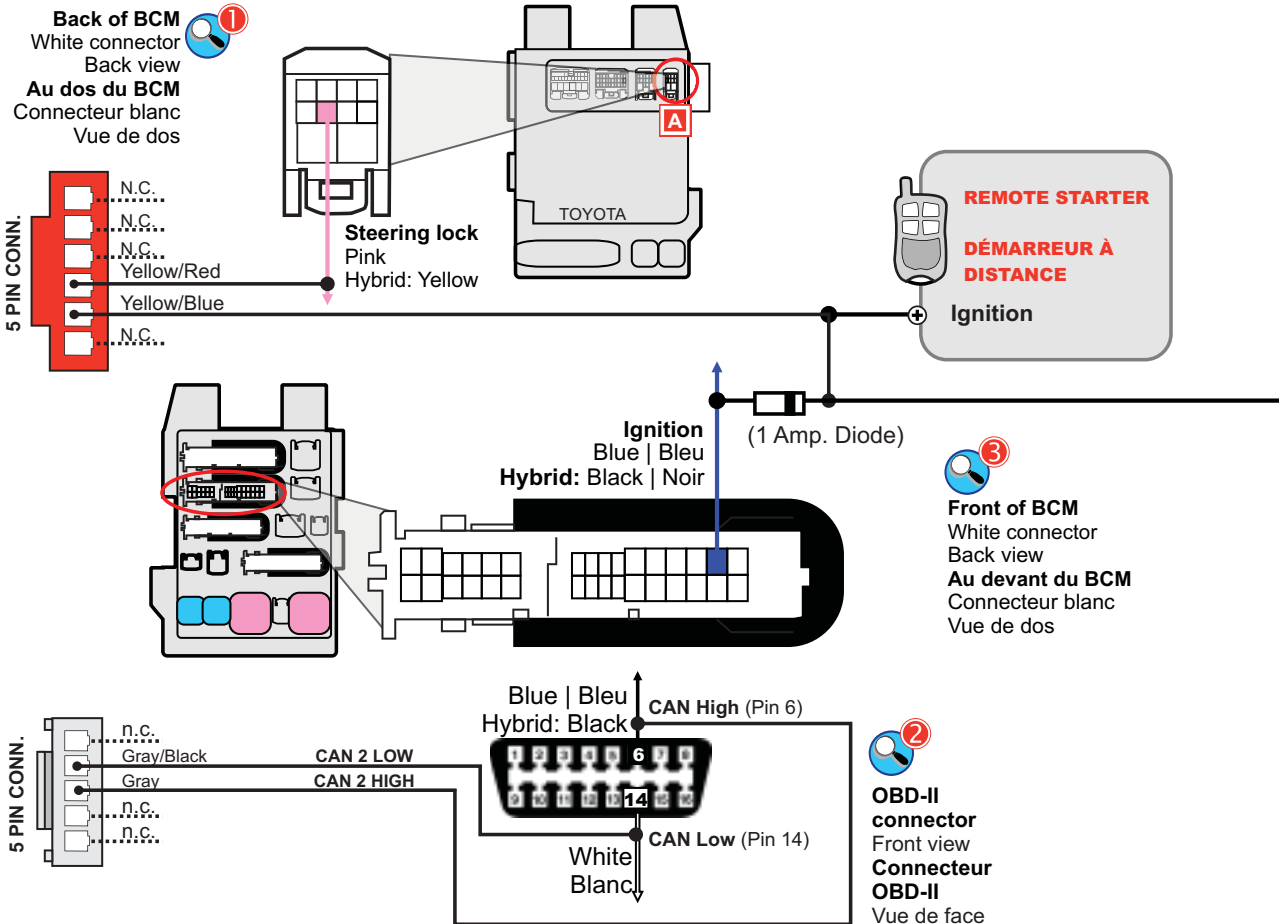 Back of BCM
White connector
Back view
Au dos du BCM
Connecteur blanc
Vue de dos
1
A
TOYOTA
5 PIN CONN.
N.C.
N.C.
N.C.
Yellow/Red
Yellow/Blue
N.C.
Steering lock
Pink
Hybrid: Yellow
REMOTE STARTER
DÉMARREUR À
DISTANCE
Ignition
Ignition
Blue | Bleu
Hybrid: Black | Noir
(1 Amp. Diode)
3
Front of BCM
White connector
Back view
Au devant du BCM
Connecteur blanc
Vue de dos
5 PIN CONN.
n.c.
Gray/Black
Gray
n.c.
n.c.
CAN 2 LOW
CAN 2 HIGH
Blue | Bleu
Hybrid: Black
CAN High (Pin 6)
1 2 3 4 5 6 7 8
9 10 11 12 13 14 15 16
CAN Low (Pin 14)
White
Blanc
2
OBD-II
connector
Front view
Connecteur
OBD-II
Vue de face